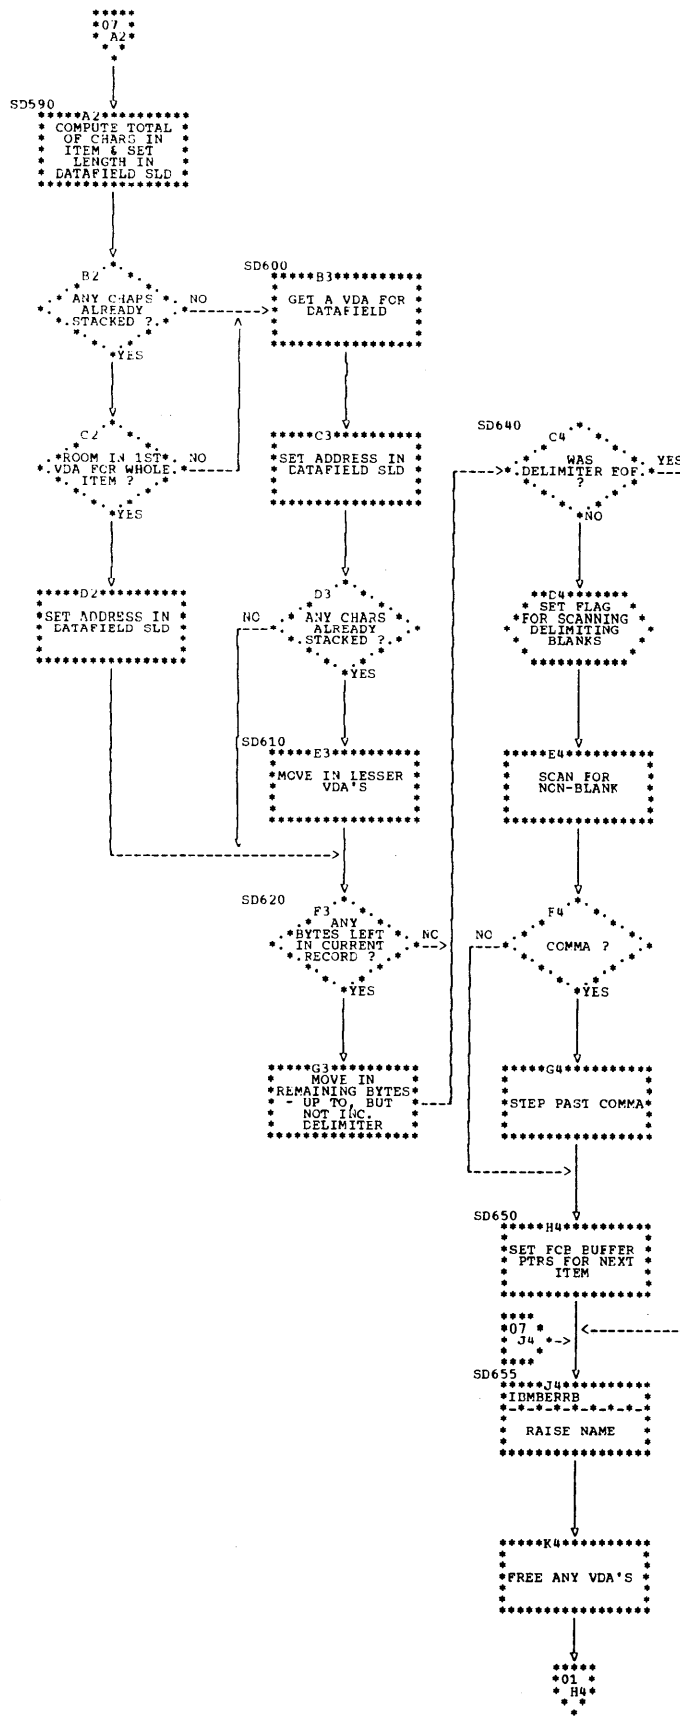 07
A2
SD590
A2
COMPUTE TOTAL
OF CHARS IN
ITEM & SET
LENGTH IN
DATAFIELD SLD
B2
ANY CHARS
ALREADY
STACKED ?
NO
YES
C2
ROOM IN 1ST
VDA FOR WHOLE
ITEM ?
NO
YES
D2
SET ADDRESS IN
DATAFIELD SLD
SD600
B3
GET A VDA FOR
DATAFIELD
C3
SET ADDRESS IN
DATAFIELD SLD
D3
ANY CHARS
ALREADY
STACKED ?
NO
YES
SD610
E3
MOVE IN LESSER
VDA'S
SD620
F3
ANY
BYTES LEFT
IN CURRENT
RECORD ?
NO
YES
G3
MOVE IN
REMAINING BYTES
- UP TO, BUT
NOT INC.
DELIMITER
SD640
C4
WAS
DELIMITER EOF
?
YES
NO
D4
SET FLAG
FOR SCANNING
DELIMITING
BLANKS
E4
SCAN FOR
NON-BLANK
F4
COMMA ?
NO
YES
G4
STEP PAST COMMA
SD650
H4
SET FCB BUFFER
PTRS FOR NEXT
ITEM
07
J4
SD655
J4
IBMBERRB
RAISE NAME
K4
FREE ANY VDA'S
01
H4